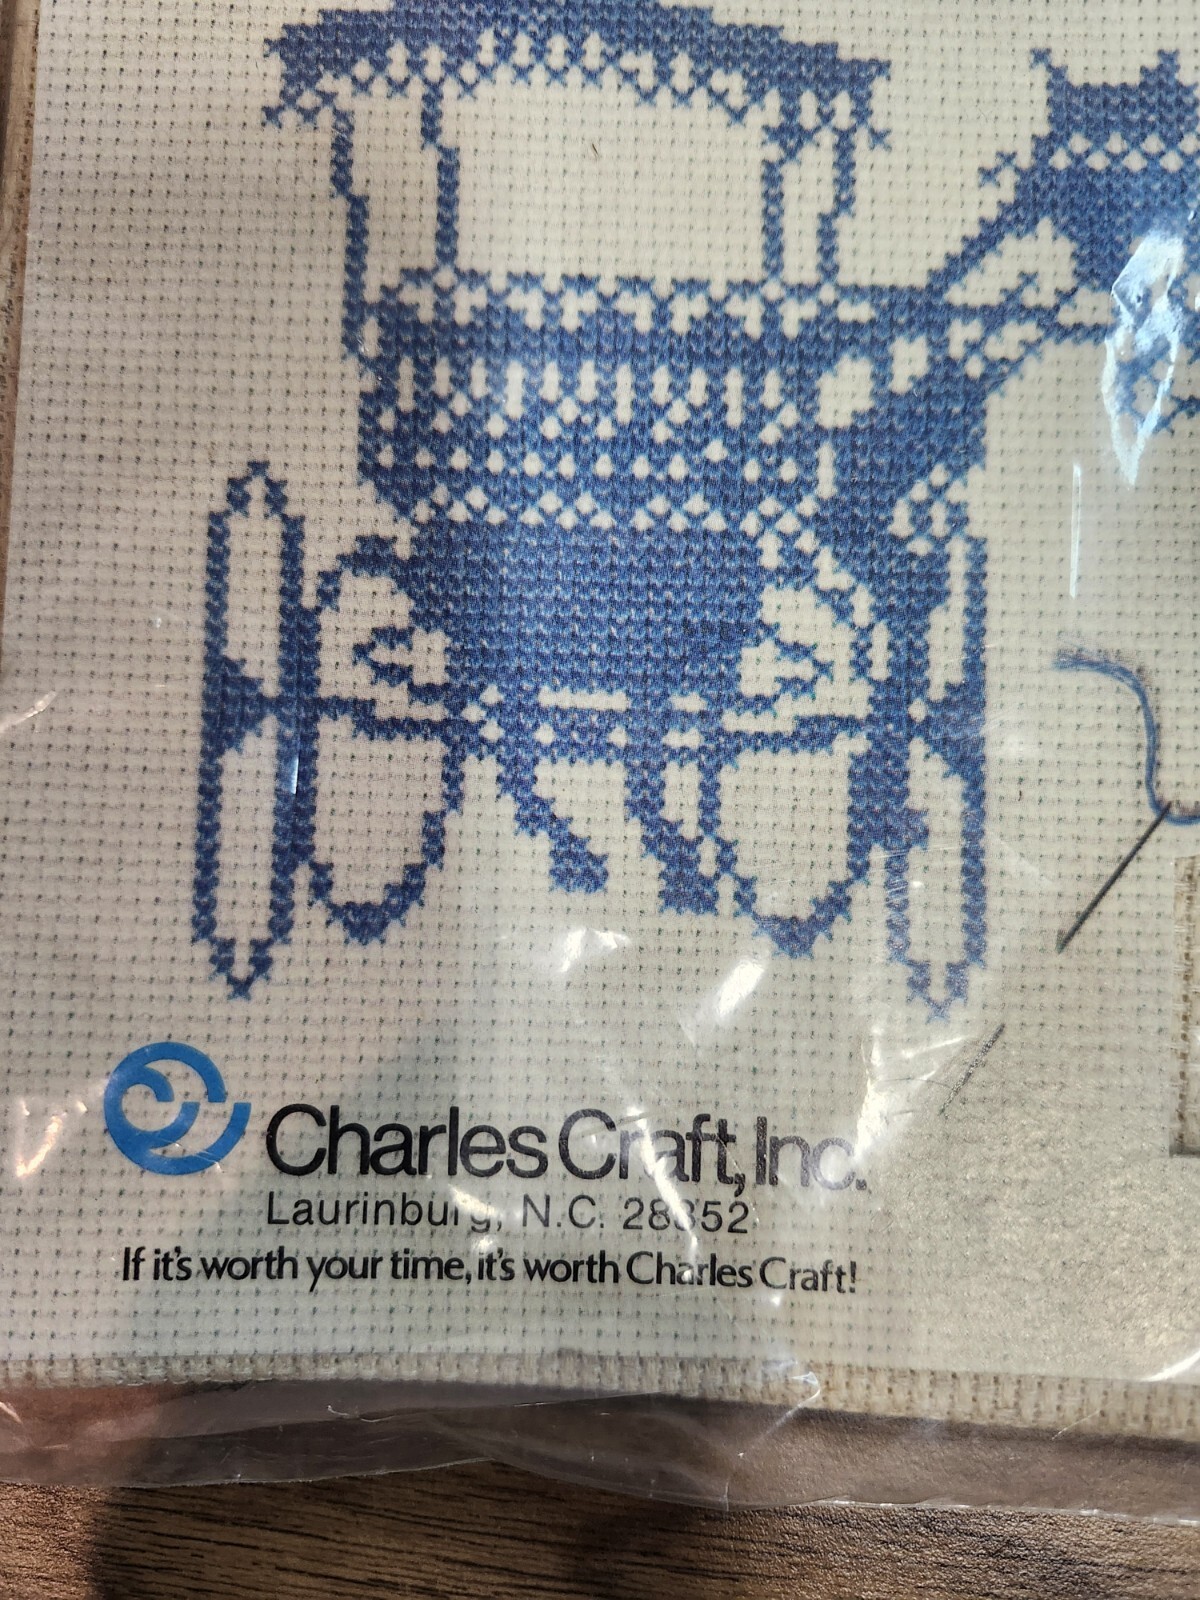 Charles Craft, Inc.
Laurinburg, N.C. 28352
If it's worth your time, it's worth Charles Craft!